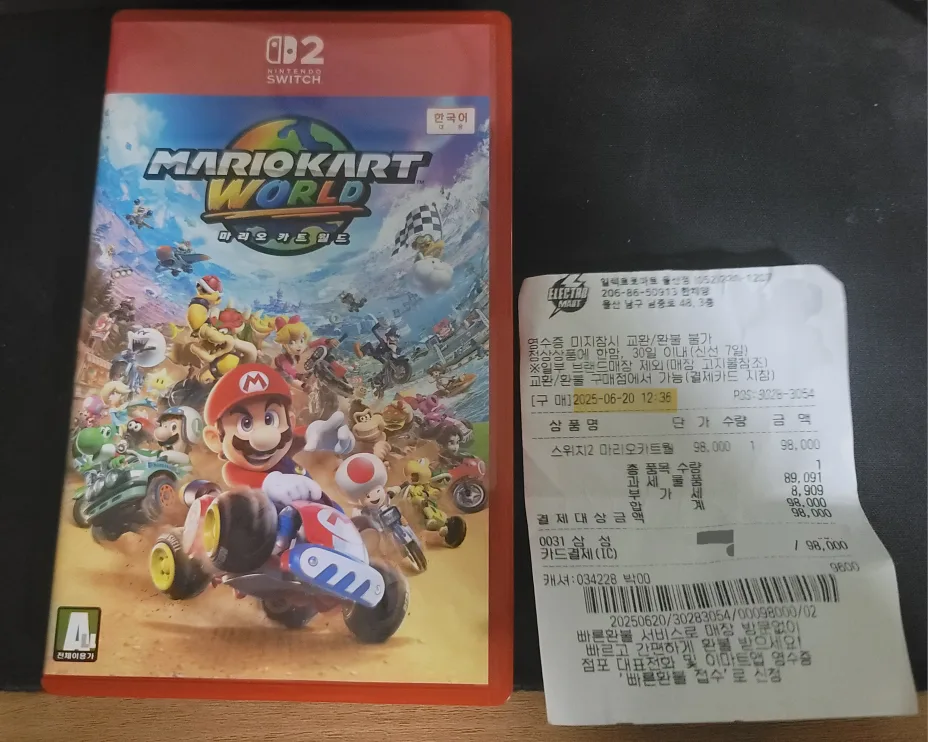 2
NINTENDO
SWITCH
한국어
대응
MARIOKART
WORLD
TM
마리오 카트 월드
M
M
ALL
전체이용가
ELECTRO
MART
일렉트로마트 울산점
206-86-50913 한채양
울산 남구 남중로 48, 3층
영수증 미지참시 교환/환불 불가
정상상품에 한함, 30일 이내(신선 7일)
※일부 브랜드매장 제외(매장 고지물참조)
교환/환불 구매점에서 가능(결제카드 지참)
[구 매]2025-06-20 12:36 POS:3028-3054
상 품 명 단 가 수량 금 액
스위치2 마리오카트월 98,000 1 98,000
총 품목 수량 1
과 세 물 품 89,091
부 가 세 8,909
합 계 98,000
결 제 대 상 금 액 98,000
0031 삼 성
카드결제(IC) / 98,000
9600
캐셔:034228 박00
20250620/30283054/00098000/02
빠른환불 서비스로 매장 방문없이
빠르고 간편하게 환불 받으세요!
점포 대표전화 및 이마트앱 영수증
'빠른환불 접수'로 신청